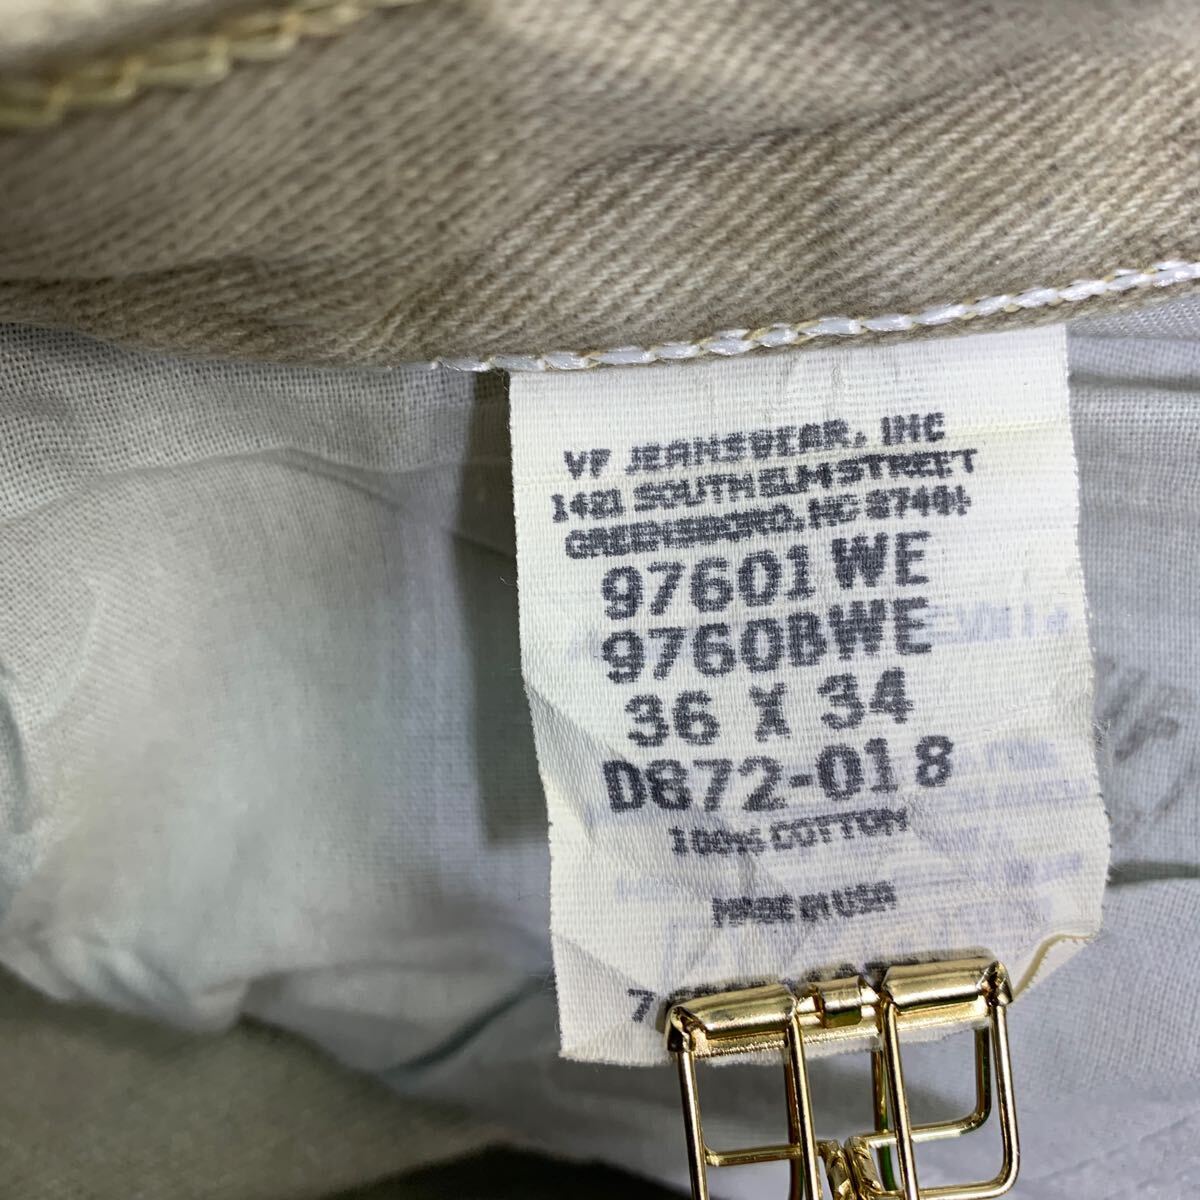 VF JEANSWEAR, INC
1421 SOUTH ELM STREET
GREENSBORO, NC 27401
97601 WE
9760BWE
36 X 34
D872-018
100% COTTON
MADE IN USA
7